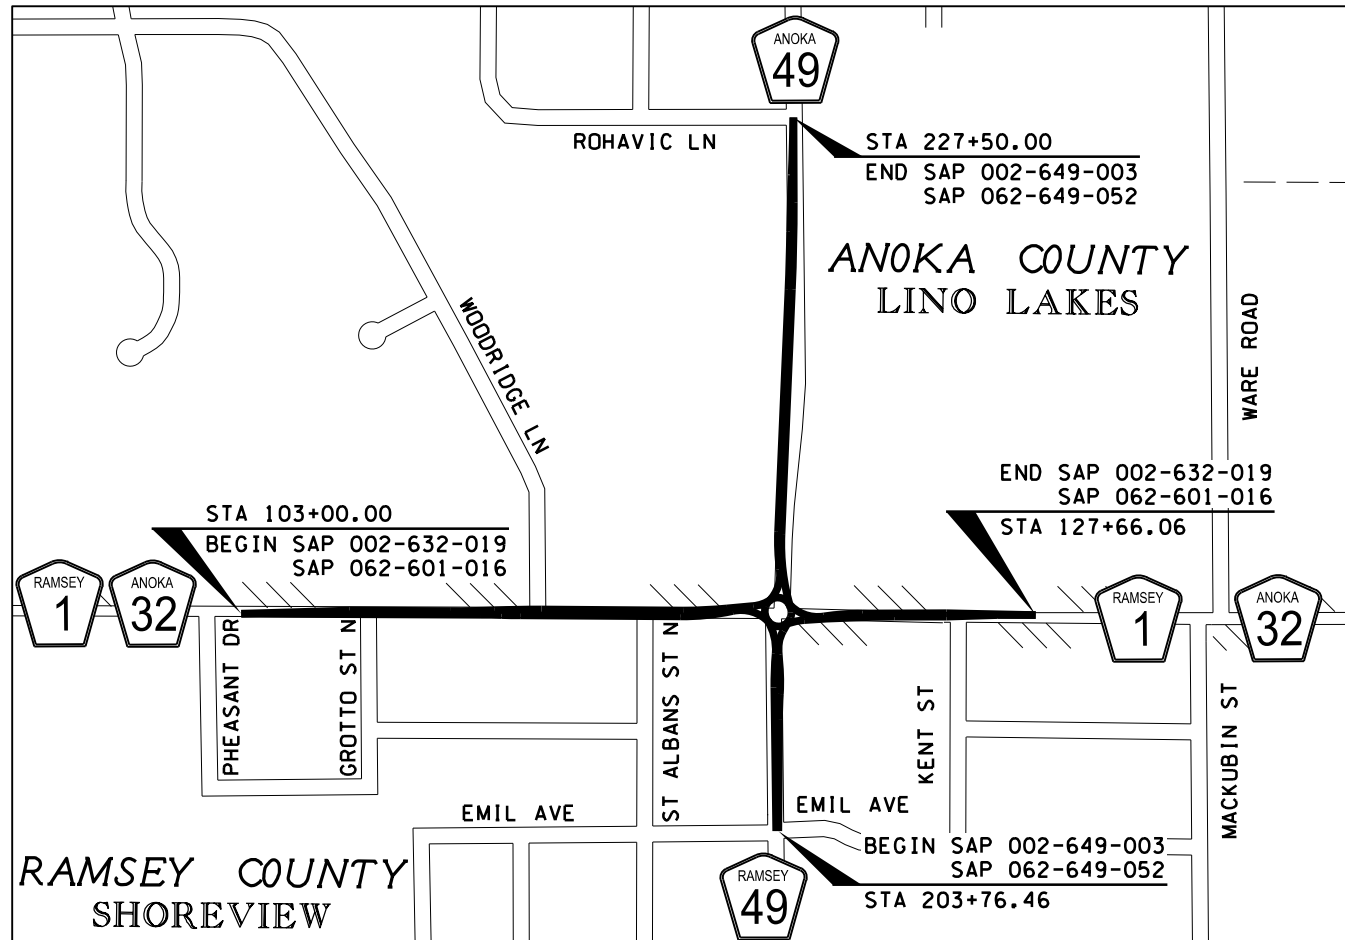 ANOKA
49
ROHAVIC LN
STA 227+50.00
END SAP 002-649-003
SAP 062-649-052
ANOKA COUNTY
LINO LAKES
WOODRIDGE LN
WARE ROAD
END SAP 002-632-019
SAP 062-601-016
STA 127+66.06
STA 103+00.00
BEGIN SAP 002-632-019
SAP 062-601-016
RAMSEY
1
ANOKA
32
RAMSEY
1
ANOKA
32
PHEASANT DR
GROTTO ST N
ST ALBANS ST N
KENT ST
MACKUBIN ST
EMIL AVE
EMIL AVE
BEGIN SAP 002-649-003
SAP 062-649-052
STA 203+76.46
RAMSEY COUNTY
SHOREVIEW
RAMSEY
49